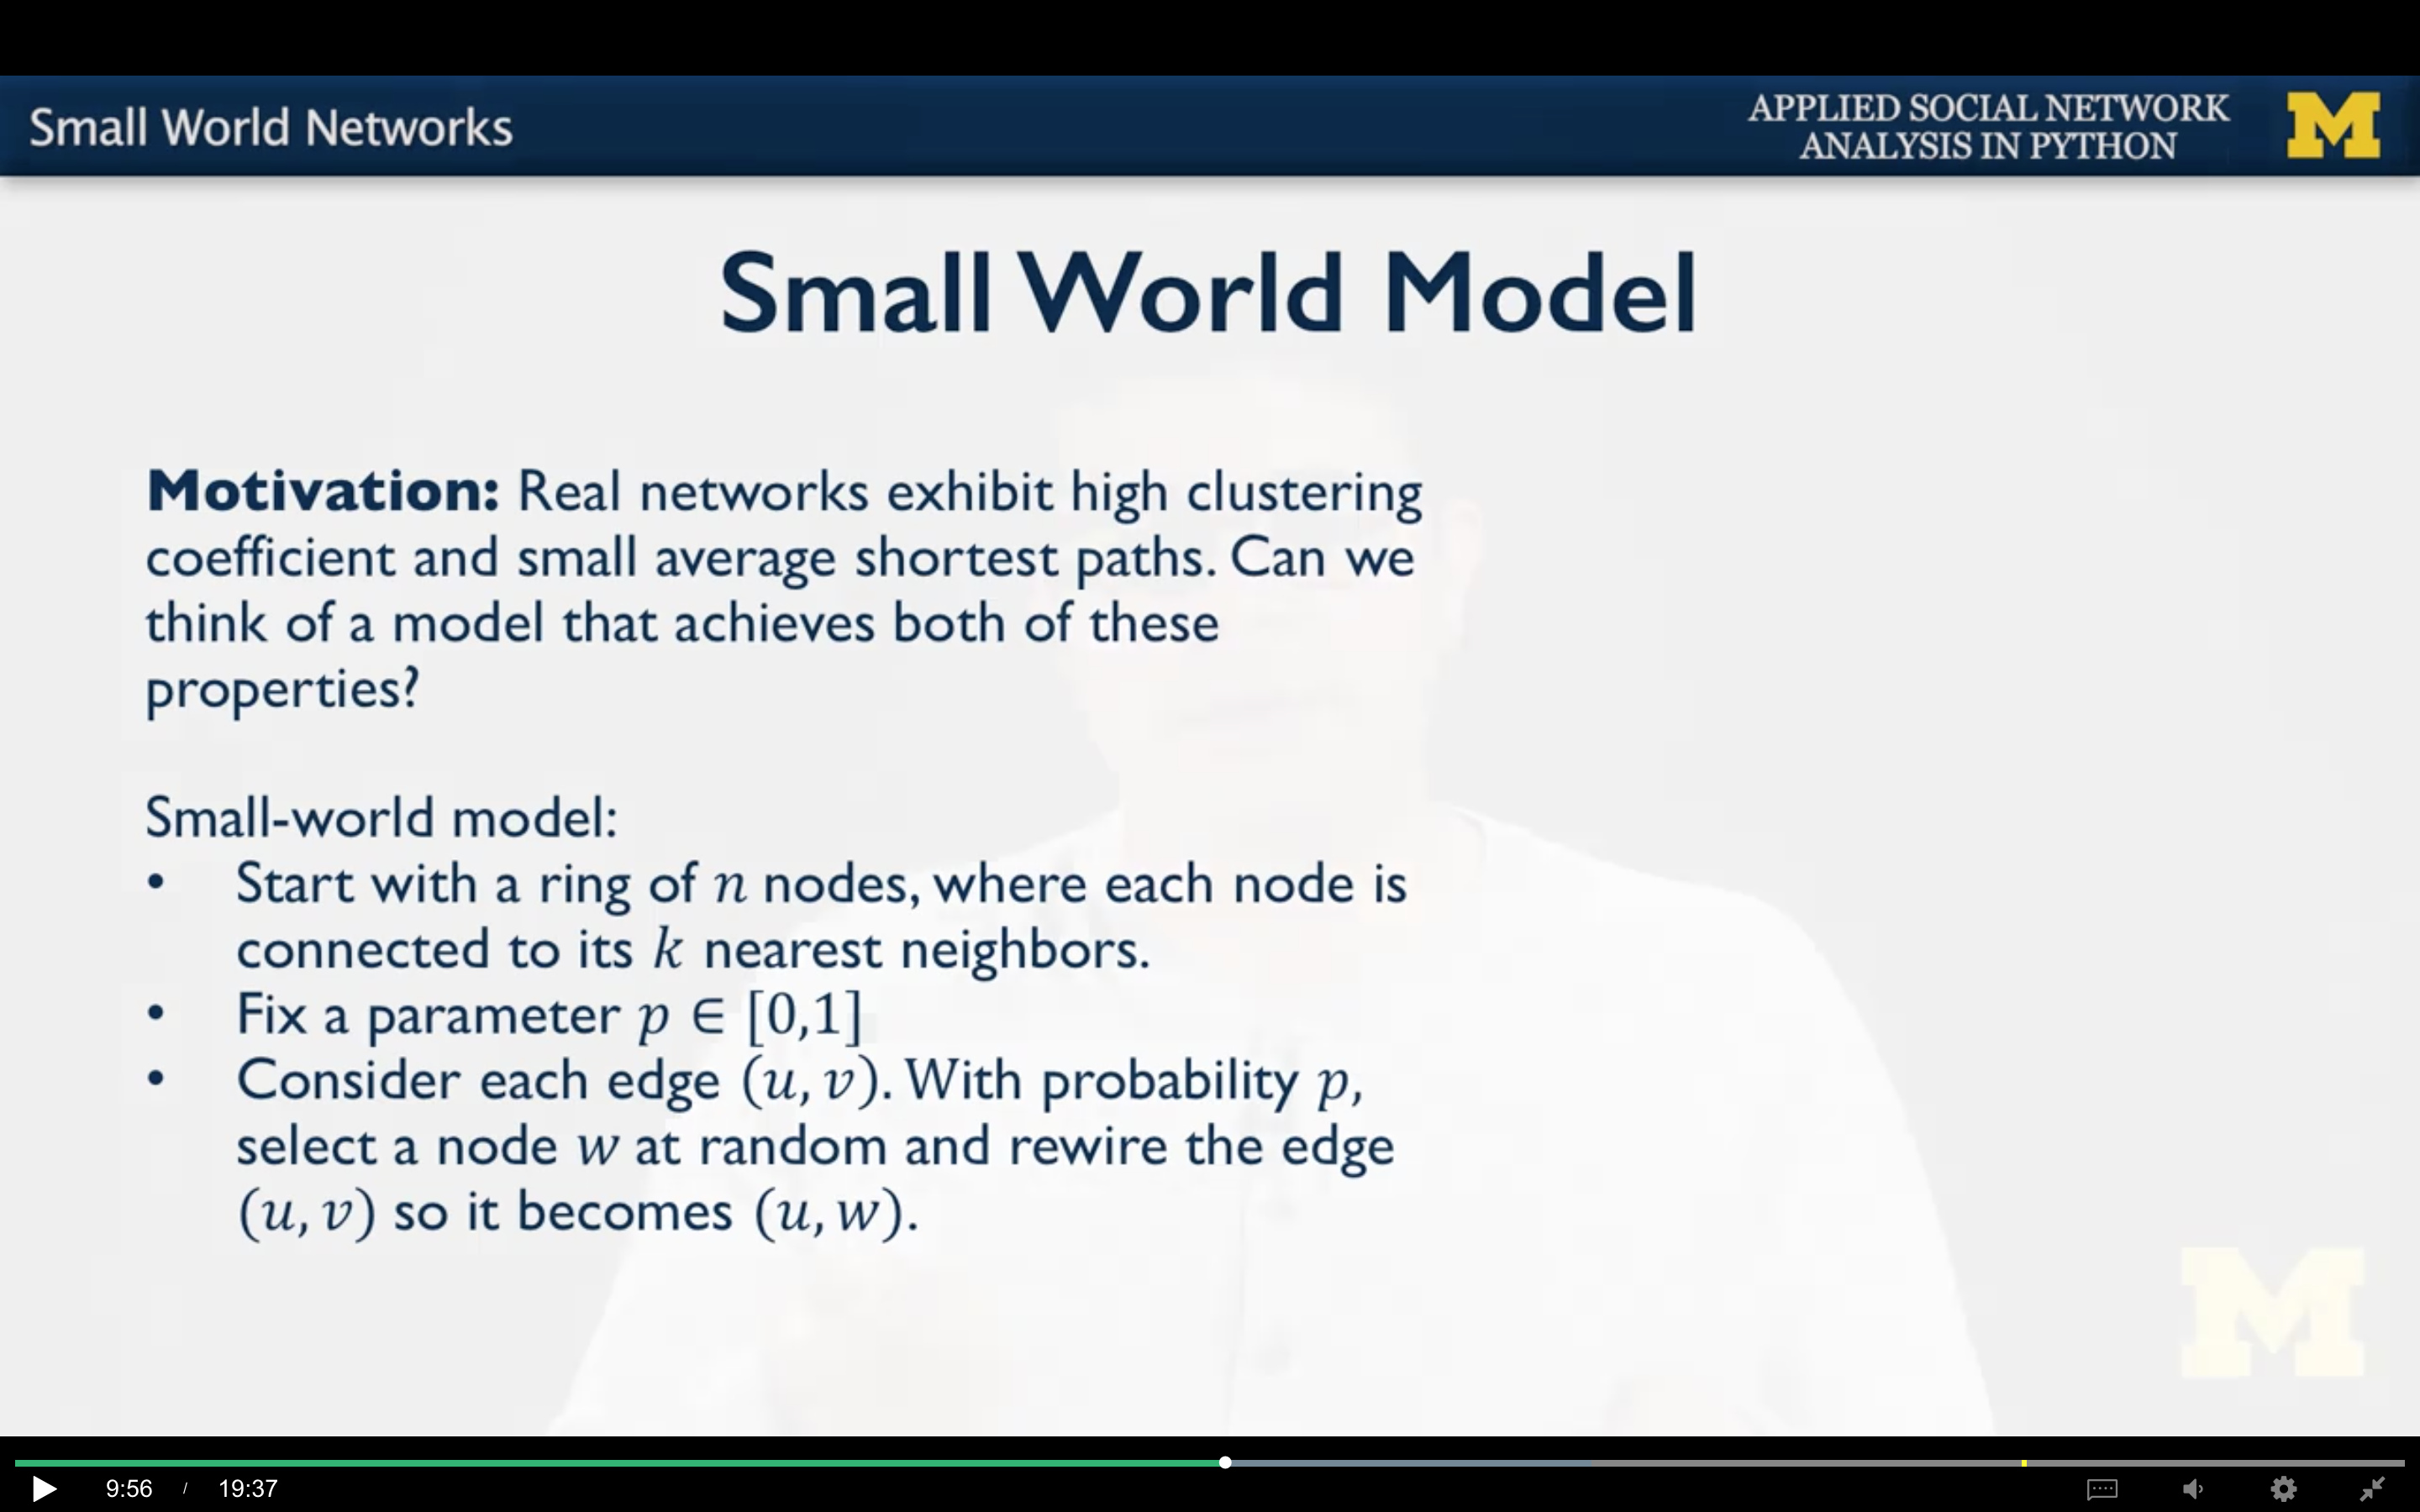 Small World Networks
APPLIED SOCIAL NETWORK
ANALYSIS IN PYTHON
M
Small World Model
Motivation: Real networks exhibit high clustering
coefficient and small average shortest paths. Can we
think of a model that achieves both of these
properties?
Small-world model:
• Start with a ring of n nodes, where each node is
connected to its k nearest neighbors.
• Fix a parameter p ∈ [0,1]
• Consider each edge (u, v). With probability p,
select a node w at random and rewire the edge
(u, v) so it becomes (u, w).
M
9:56 / 19:37